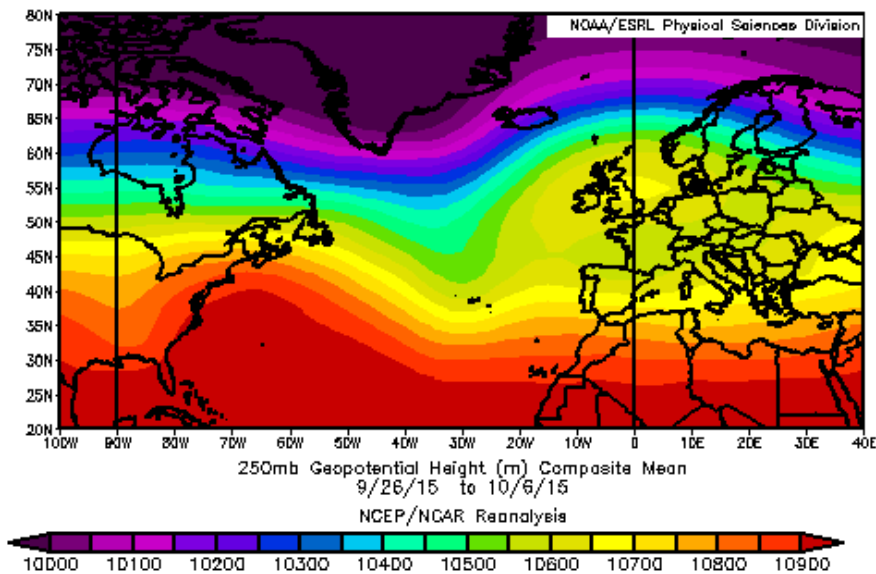 NOAA/ESRL Physical Sciences Division
80N
75N
70N
65N
60N
55N
50N
45N
40N
35N
30N
25N
20N
100W 90W 80W 70W 60W 50W 40W 30W 20W 10W 0 10E 20E 30E 40E
250mb Geopotential Height (m) Composite Mean
9/26/15 to 10/6/15
NCEP/NCAR Reanalysis
10000 10100 10200 10300 10400 10500 10600 10700 10800 10900